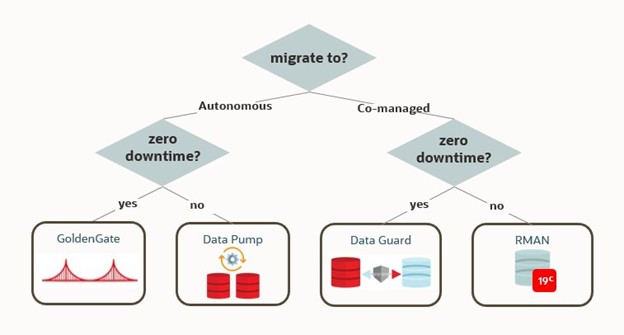 migrate to?
Autonomous
Co-managed
zero
downtime?
zero
downtime?
yes
no
yes
no
GoldenGate
Data Pump
Data Guard
RMAN
19c